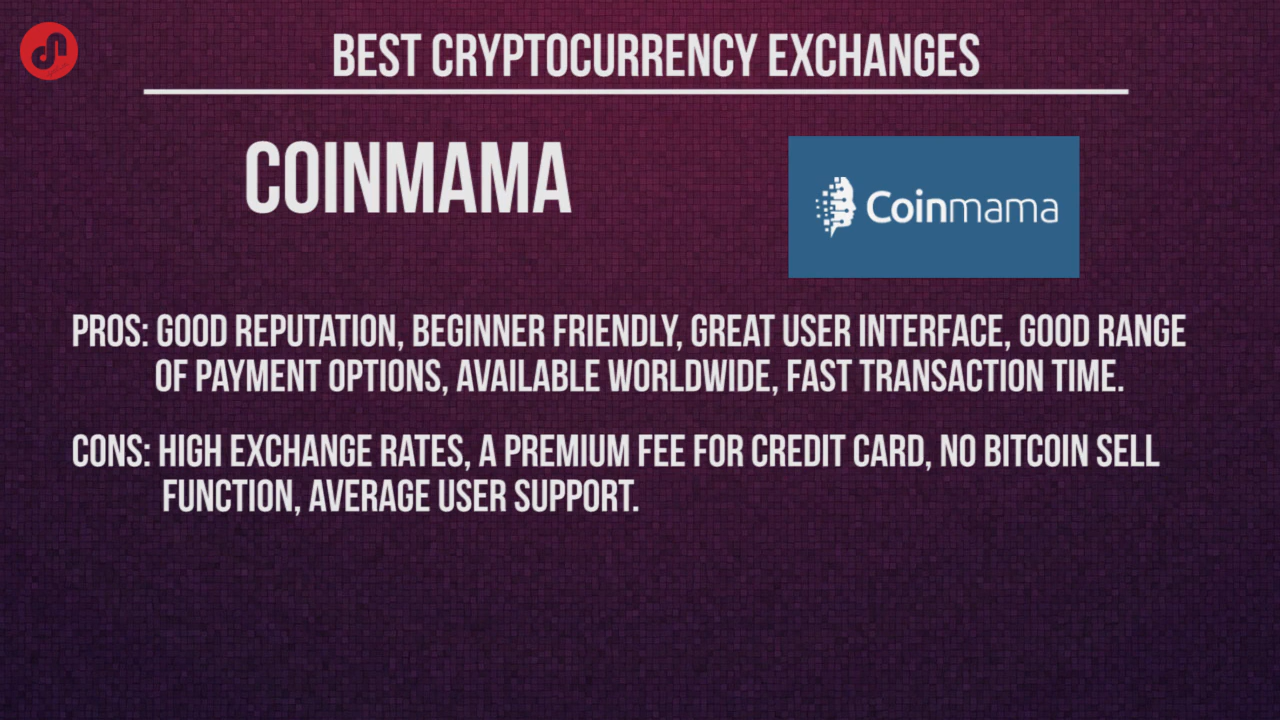 BEST CRYPTOCURRENCY EXCHANGES
COINMAMA
Coinmama
PROS: GOOD REPUTATION, BEGINNER FRIENDLY, GREAT USER INTERFACE, GOOD RANGE
OF PAYMENT OPTIONS, AVAILABLE WORLDWIDE, FAST TRANSACTION TIME.
CONS: HIGH EXCHANGE RATES, A PREMIUM FEE FOR CREDIT CARD, NO BITCOIN SELL
FUNCTION, AVERAGE USER SUPPORT.